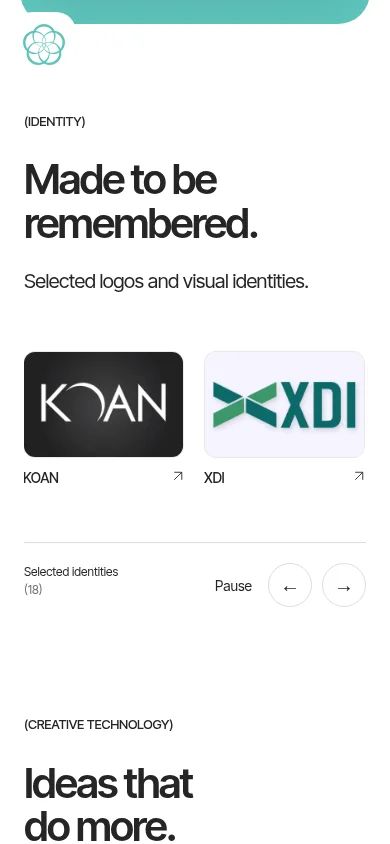 (IDENTITY)
Made to be
remembered.
Selected logos and visual identities.
KOAN
XDI
KOAN ↗
XDI ↗
Selected identities
(18)
Pause ← →
(CREATIVE TECHNOLOGY)
Ideas that
do more.